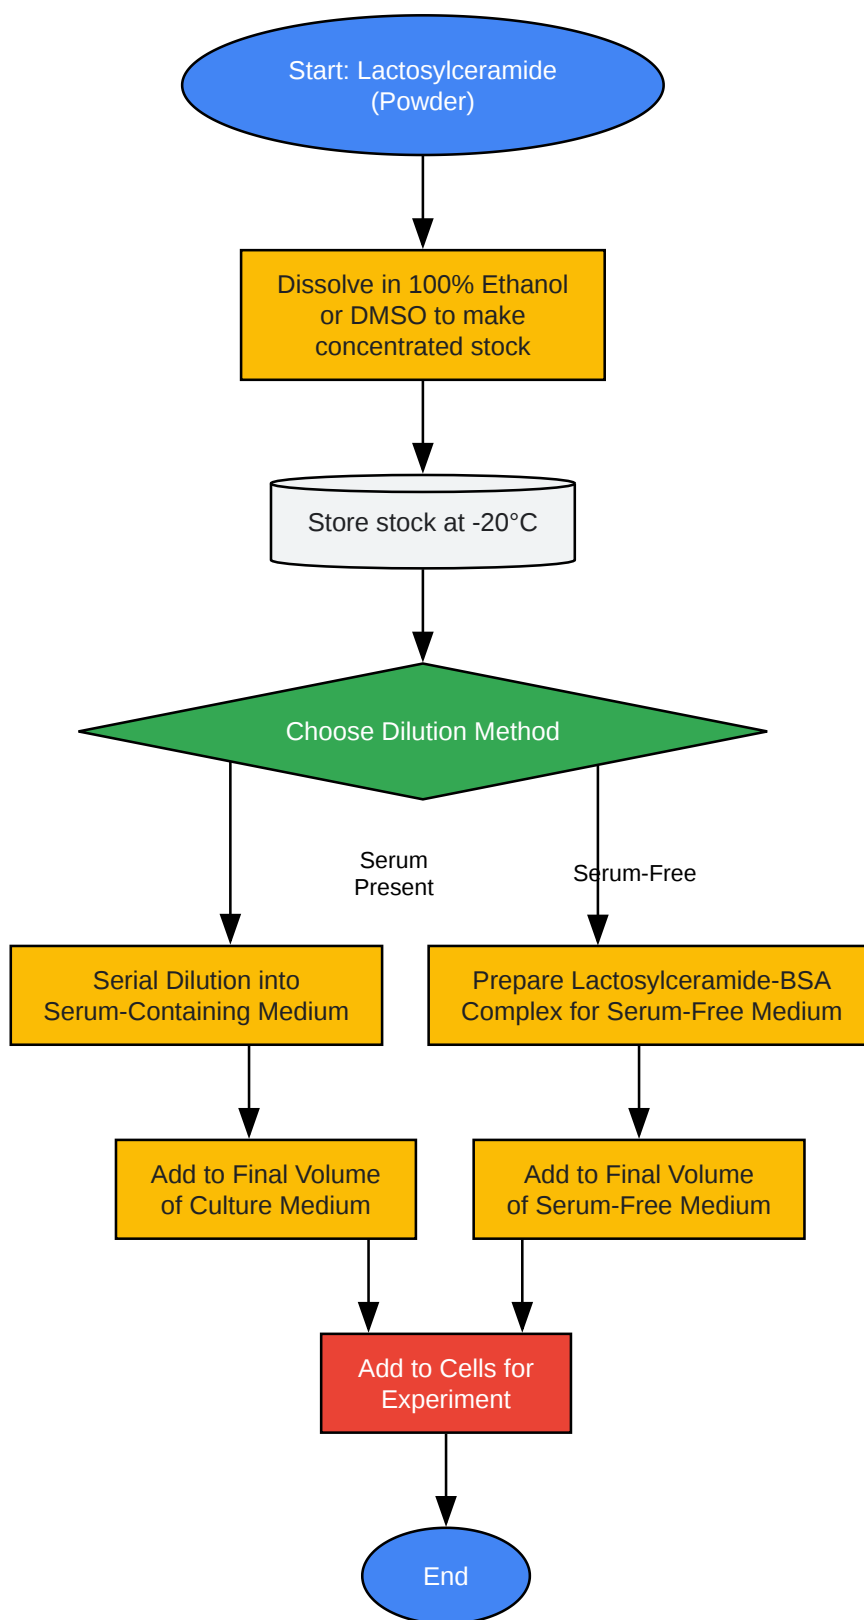 Start: Lactosylceramide
(Powder)
Dissolve in 100% Ethanol
or DMSO to make
concentrated stock
Store stock at -20°C
Choose Dilution Method
Serum
Present
Serum-Free
Serial Dilution into
Serum-Containing Medium
Prepare Lactosylceramide-BSA
Complex for Serum-Free Medium
Add to Final Volume
of Culture Medium
Add to Final Volume
of Serum-Free Medium
Add to Cells for
Experiment
End